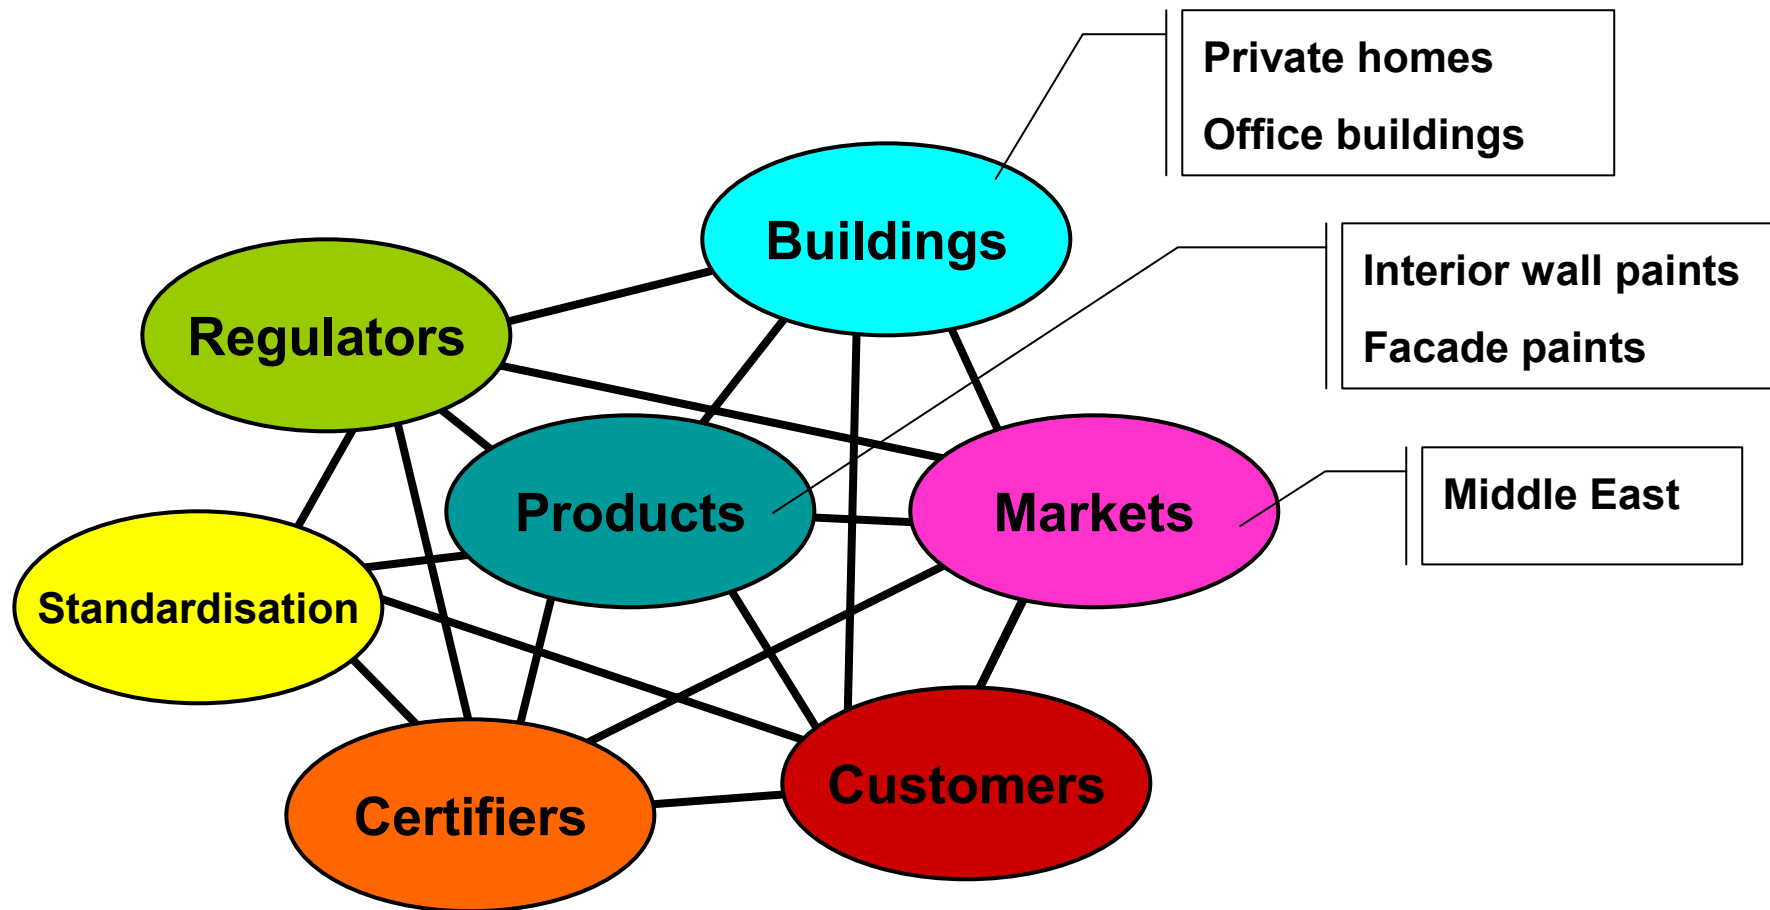 Private homes
Office buildings
Buildings
Interior wall paints
Regulators
Facade paints
Products
Markets
Middle East
Standardisation
Customers
Certifiers